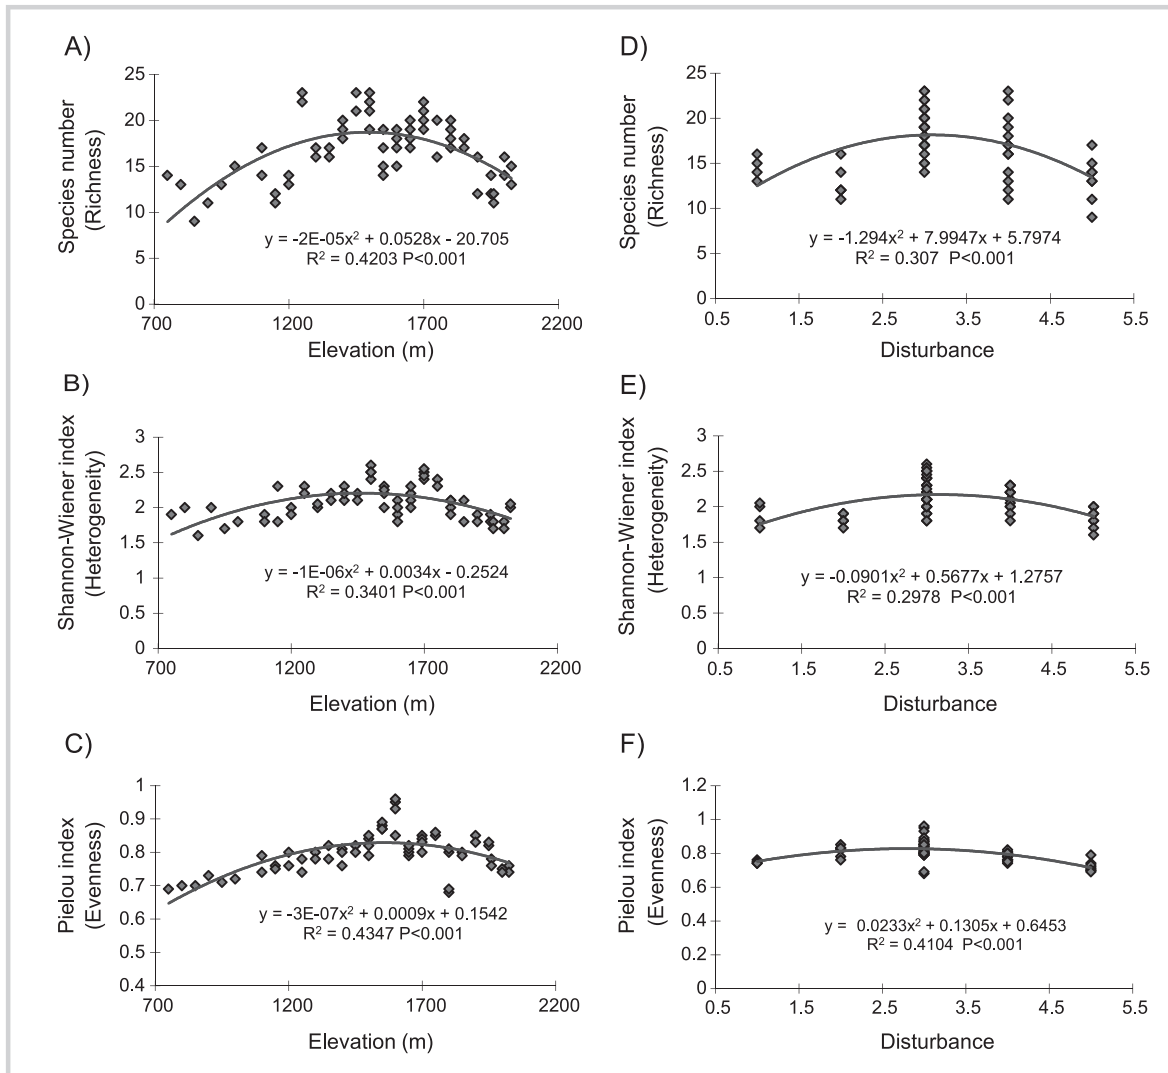 A)
Species number
(Richness)
25
20
15
10
5
0
y = -2E-05x² + 0.0528x - 20.705
R² = 0.4203 P<0.001
700
1200
1700
2200
Elevation (m)
B)
Shannon-Wiener index
(Heterogeneity)
3
2.5
2
1.5
1
0.5
0
y = -1E-06x² + 0.0034x - 0.2524
R² = 0.3401 P<0.001
700
1200
1700
2200
Elevation (m)
C)
Pielou index
(Evenness)
1
0.9
0.8
0.7
0.6
0.5
0.4
y = -3E-07x² + 0.0009x + 0.1542
R² = 0.4347 P<0.001
700
1200
1700
2200
Elevation (m)
D)
Species number
(Richness)
25
20
15
10
5
0
y = -1.294x² + 7.9947x + 5.7974
R² = 0.307 P<0.001
0.5
1.5
2.5
3.5
4.5
5.5
Disturbance
E)
Shannon-Wiener index
(Heterogeneity)
3
2.5
2
1.5
1
0.5
0
y = -0.0901x² + 0.5677x + 1.2757
R² = 0.2978 P<0.001
0.5
1.5
2.5
3.5
4.5
5.5
Disturbance
F)
Pielou index
(Evenness)
1.2
1
0.8
0.6
0.4
0.2
0
y = 0.0233x² + 0.1305x + 0.6453
R² = 0.4104 P<0.001
0.5
1.5
2.5
3.5
4.5
5.5
Disturbance